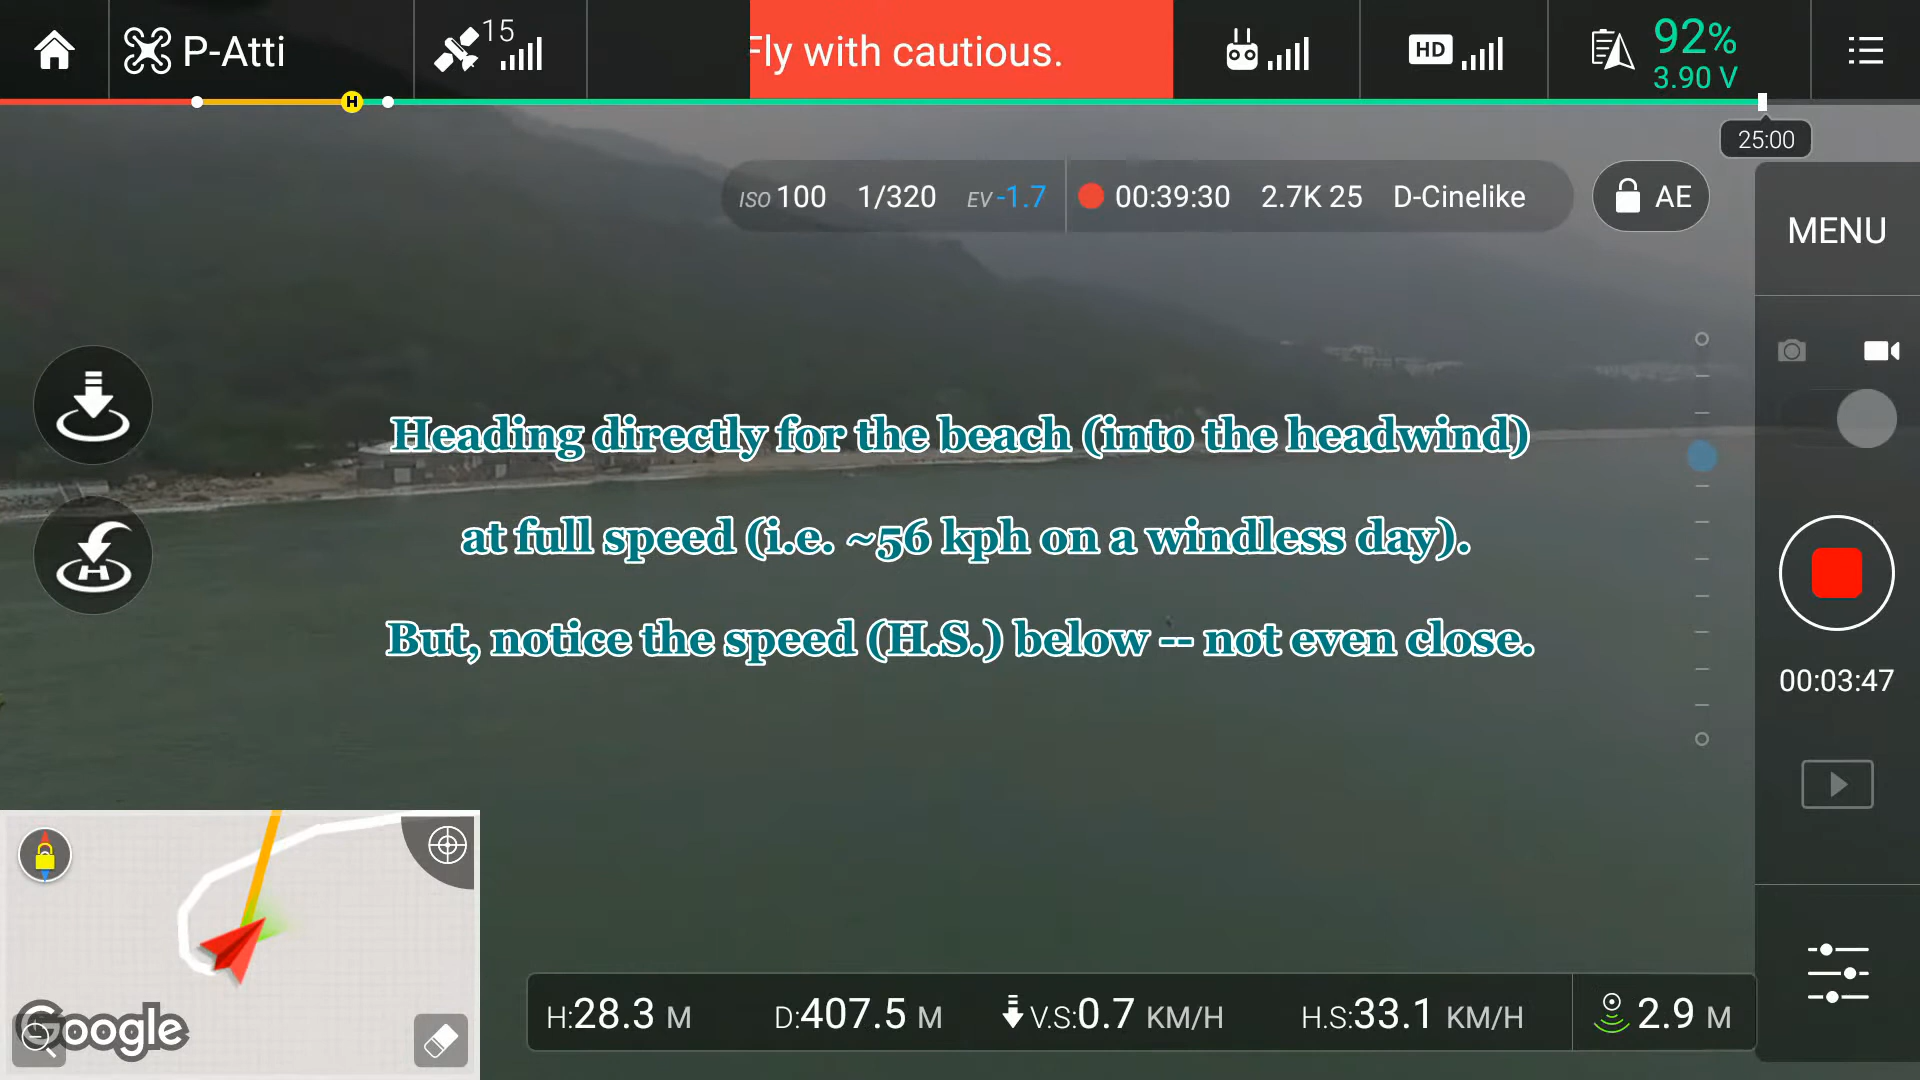 P-Atti
15
Fly with cautious.
HD
92%
3.90 V
H
25:00
ISO 100 1/320 EV -1.7 00:39:30 2.7K 25 D-Cinelike
AE
MENU
Heading directly for the beach (into the headwind)
at full speed (i.e. ~56 kph on a windless day).
But, notice the speed (H.S.) below -- not even close.
00:03:47
Google
H:28.3 M D:407.5 M V.S:0.7 KM/H H.S:33.1 KM/H 2.9 M